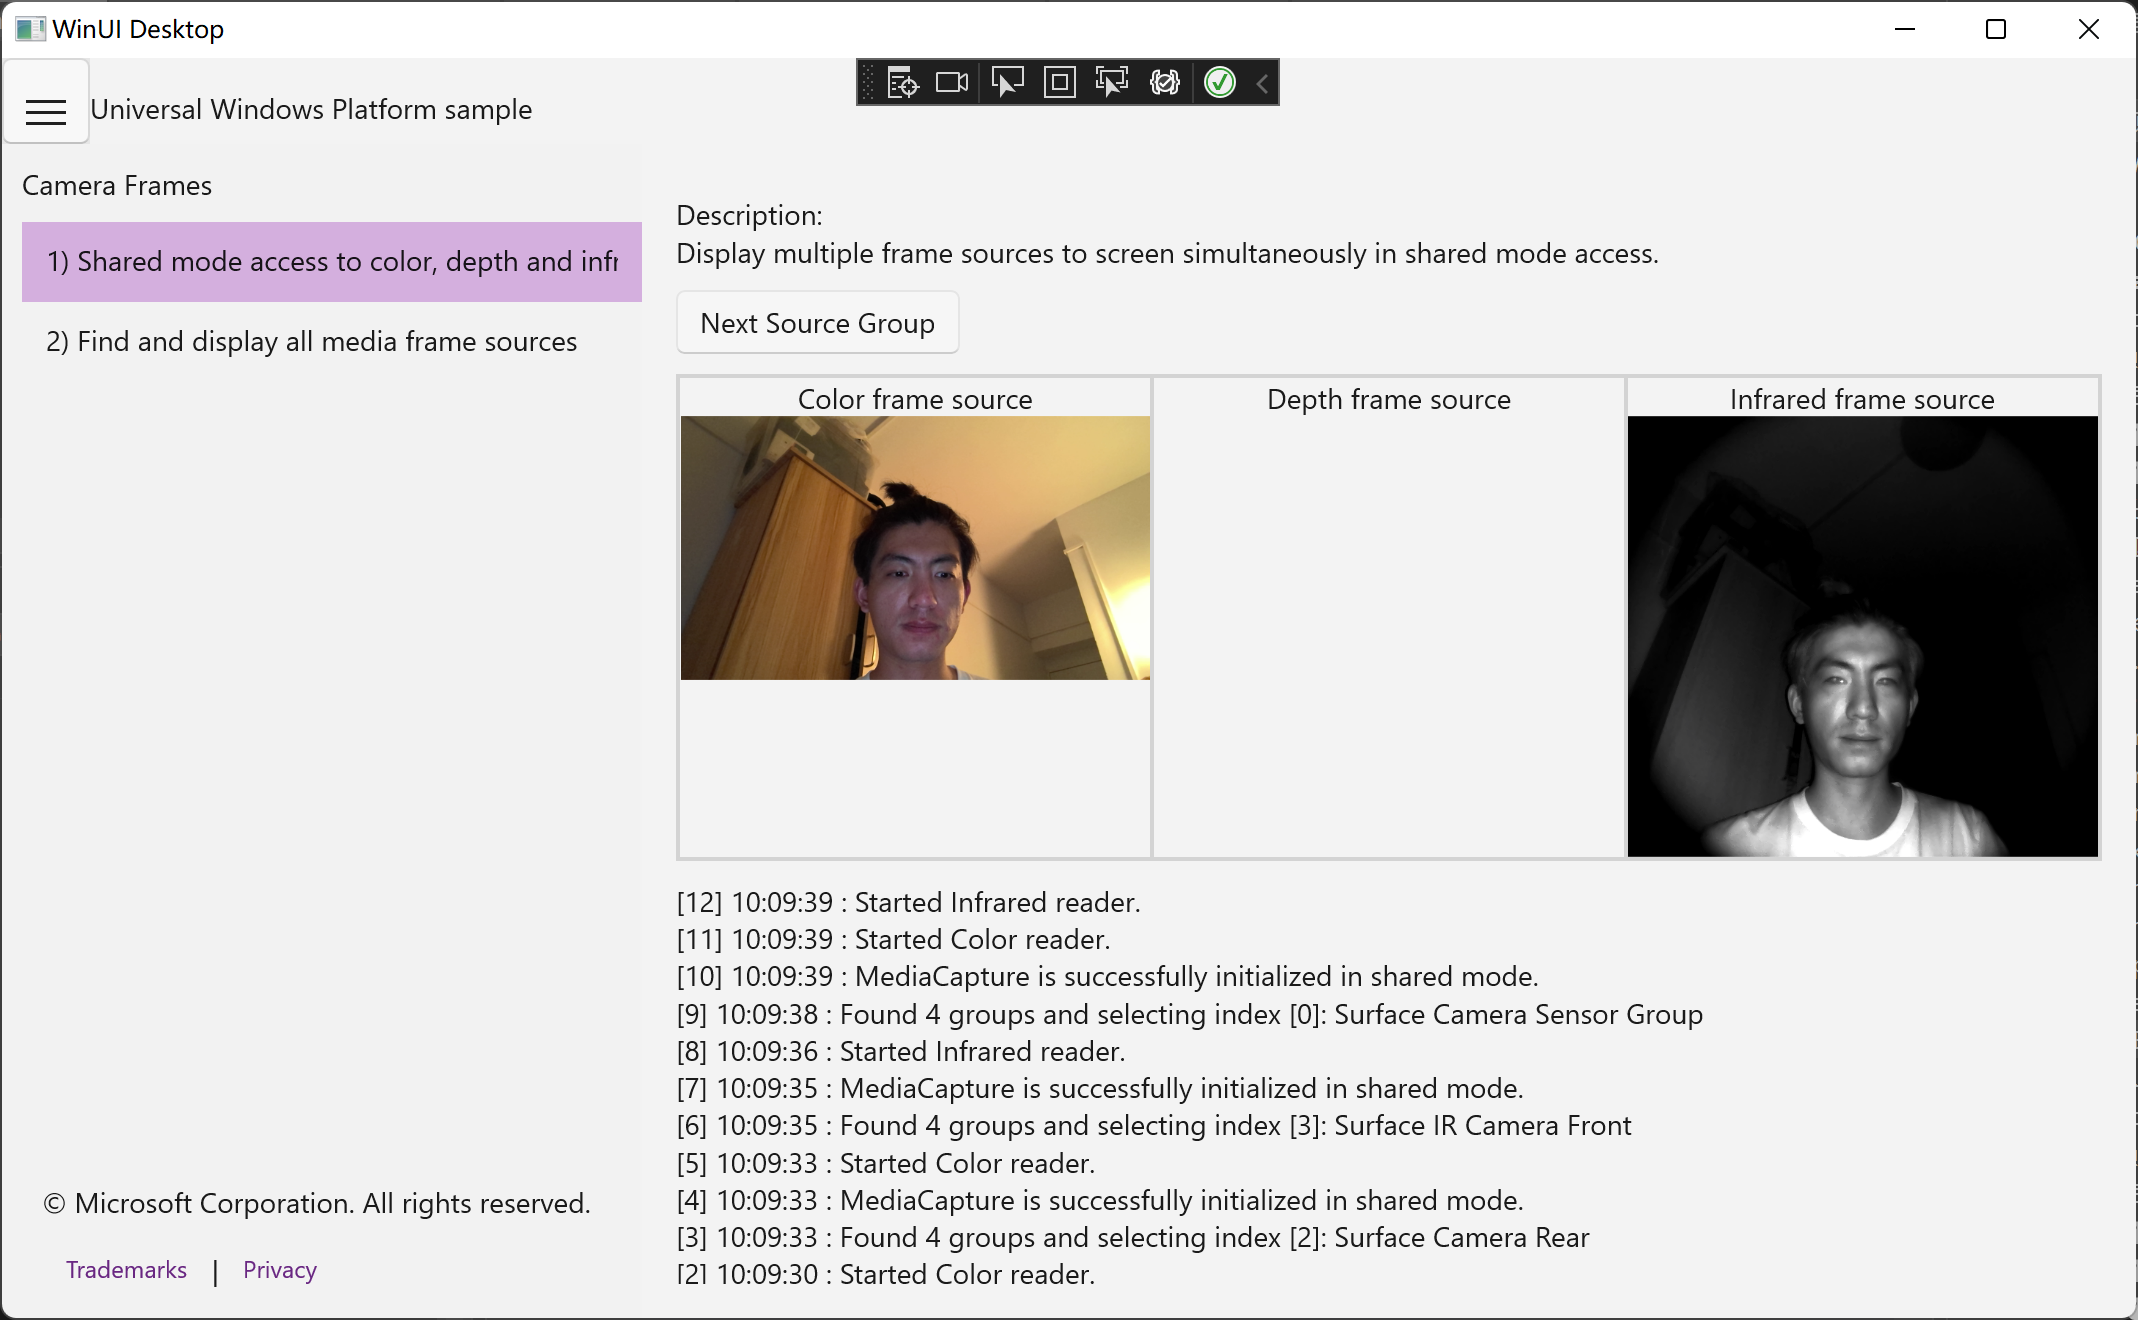 WinUI Desktop
Universal Windows Platform sample
Camera Frames
1) Shared mode access to color, depth and infr
2) Find and display all media frame sources
© Microsoft Corporation. All rights reserved.
Trademarks | Privacy
Description:
Display multiple frame sources to screen simultaneously in shared mode access.
Next Source Group
Color frame source
Depth frame source
Infrared frame source
[12] 10:09:39 : Started Infrared reader.
[11] 10:09:39 : Started Color reader.
[10] 10:09:39 : MediaCapture is successfully initialized in shared mode.
[9] 10:09:38 : Found 4 groups and selecting index [0]: Surface Camera Sensor Group
[8] 10:09:36 : Started Infrared reader.
[7] 10:09:35 : MediaCapture is successfully initialized in shared mode.
[6] 10:09:35 : Found 4 groups and selecting index [3]: Surface IR Camera Front
[5] 10:09:33 : Started Color reader.
[4] 10:09:33 : MediaCapture is successfully initialized in shared mode.
[3] 10:09:33 : Found 4 groups and selecting index [2]: Surface Camera Rear
[2] 10:09:30 : Started Color reader.